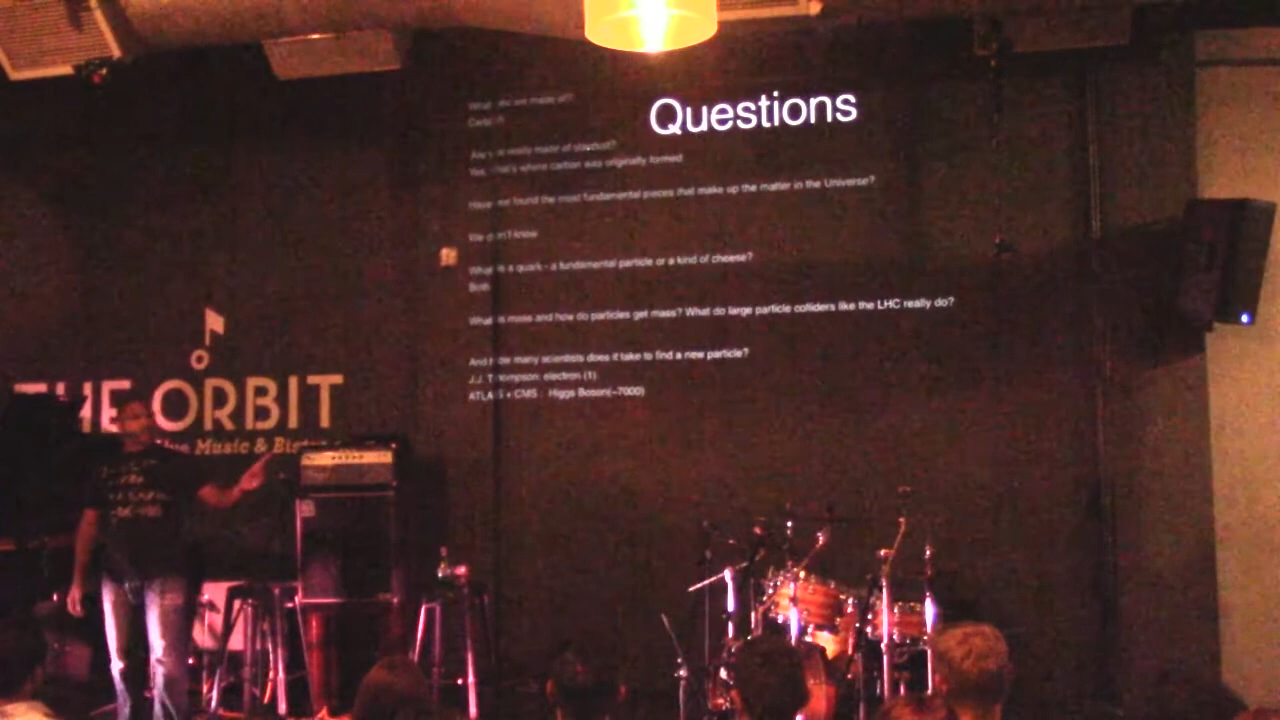 Questions
What are we made of?
Carbon
Are we really made of stardust?
Yes, that's where carbon was originally formed
Have we found the most fundamental pieces that make up the matter in the Universe?
We don't know
What is a quark - a fundamental particle or a kind of cheese?
Both
What is mass and how do particles get mass? What do large particle colliders like the LHC really do?
And how many scientists does it take to find a new particle?
J.J. Thompson: electron (1)
ATLAS + CMS : Higgs Boson(~7000)
THE ORBIT
Live Music &